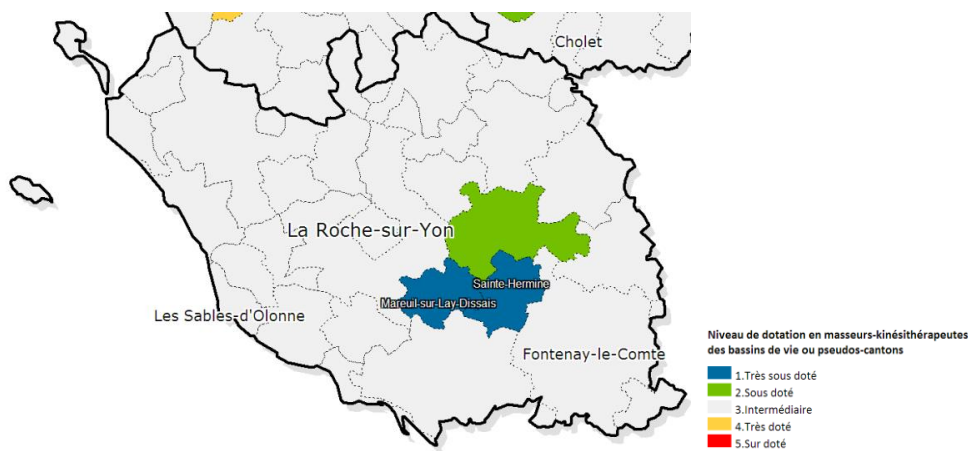 Cholet
La Roche-sur-Yon
Sainte-Hermine
Mareuil-sur-Lay-Dissais
Les Sables-d'Olonne
Fontenay-le-Comte
Niveau de dotation en masseurs-kinésithérapeutes
des bassins de vie ou pseudos-cantons
1.Très sous doté
2.Sous doté
3.Intermédiaire
4.Très doté
5.Sur doté